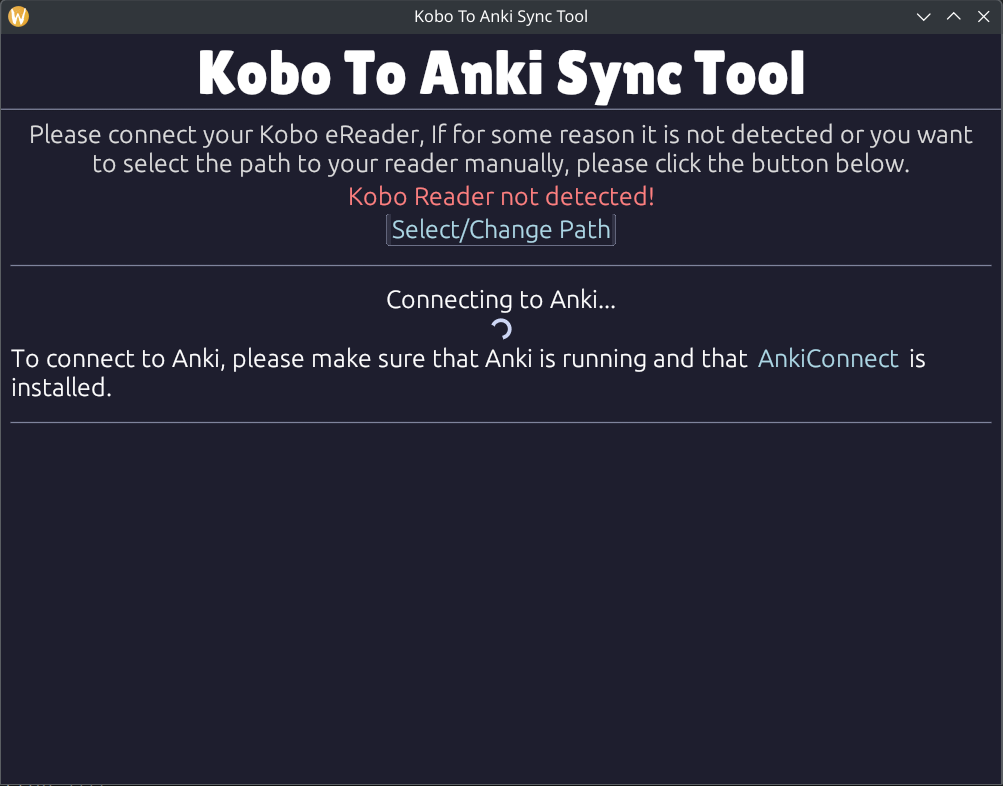 W
Kobo To Anki Sync Tool
Kobo To Anki Sync Tool
Please connect your Kobo eReader, If for some reason it is not detected or you want
to select the path to your reader manually, please click the button below.
Kobo Reader not detected!
Select/Change Path
Connecting to Anki...
To connect to Anki, please make sure that Anki is running and that AnkiConnect is
installed.